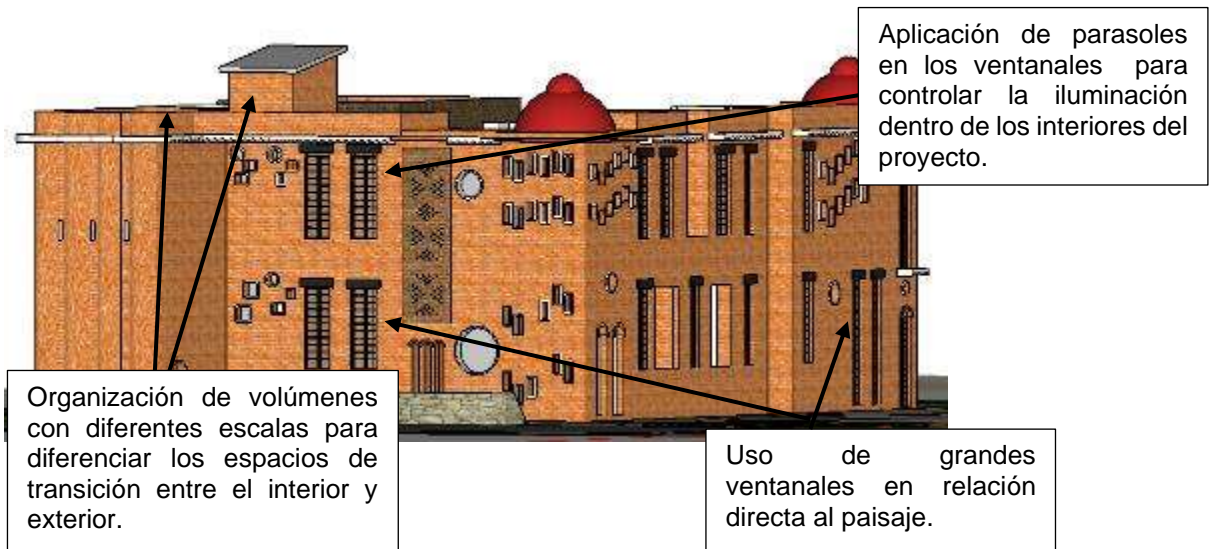 Aplicación de parasoles
en los ventanales para
controlar la iluminación
dentro de los interiores del
proyecto.
Organización de volúmenes
con diferentes escalas para
diferenciar los espacios de
transición entre el interior y
exterior.
Uso de grandes
ventanales en relación
directa al paisaje.